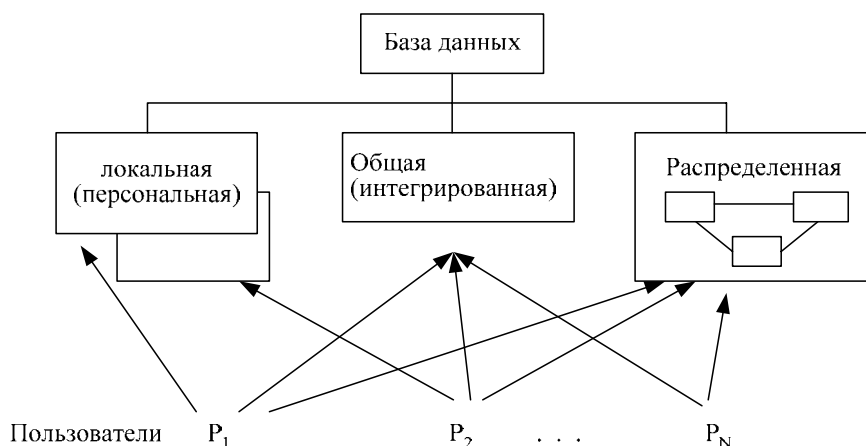 База данных
локальная
(персональная)
Общая
(интегрированная)
Распределенная
Пользователи P1 P2 . . . PN